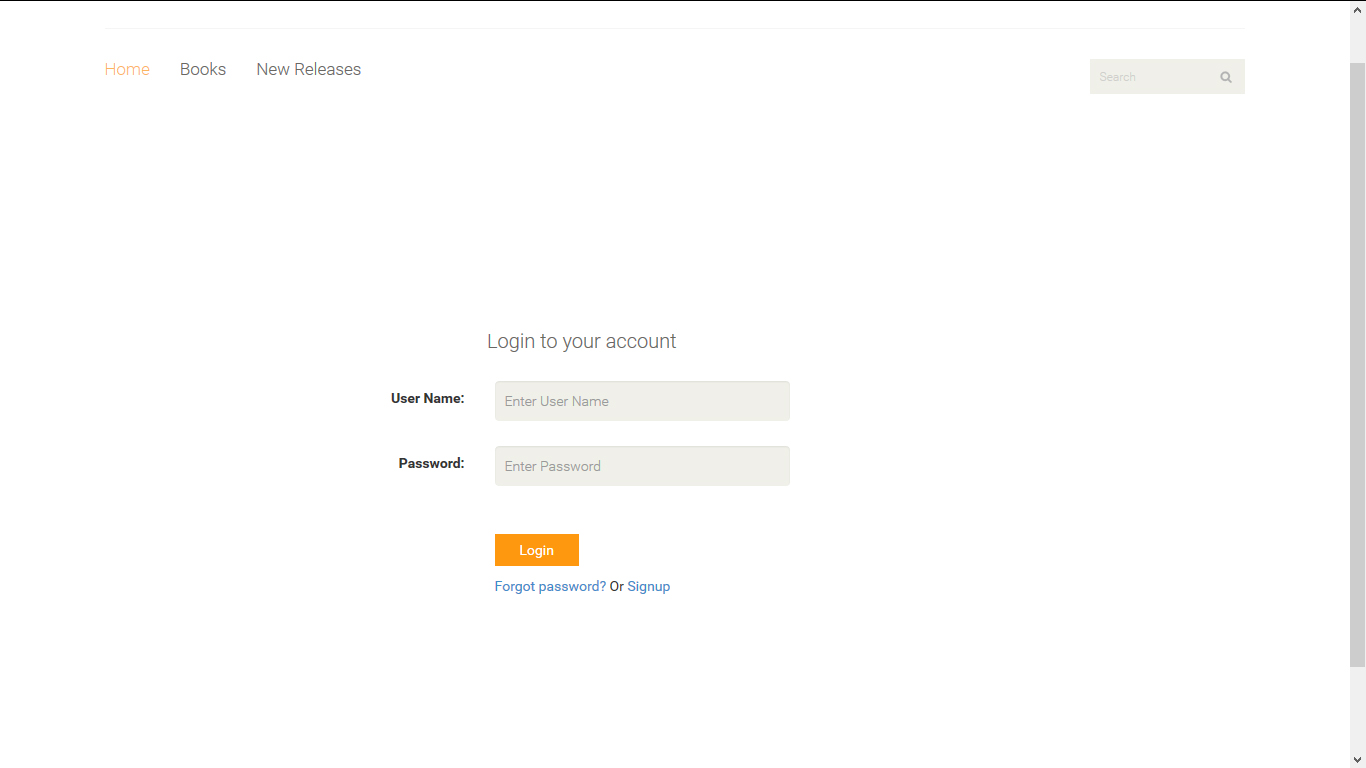 Home Books New Releases Search
Login to your account
User Name: Enter User Name
Password: Enter Password
Login
Forgot password? Or Signup